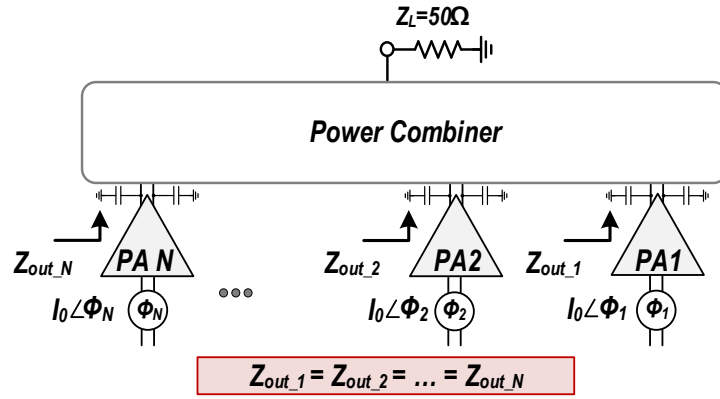 Z_L=50Ω
Power Combiner
Z_out_N PA N Z_out_2 PA2 Z_out_1 PA1
I_0∠Φ_N Φ_N I_0∠Φ_2 Φ_2 I_0∠Φ_1 Φ_1
Z_out_1 = Z_out_2 = ... = Z_out_N